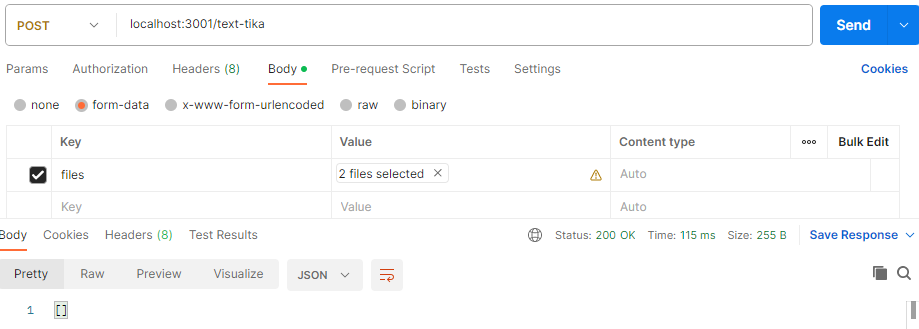 POST localhost:3001/text-tika Send
Params Authorization Headers (8) Body Pre-request Script Tests Settings Cookies
none form-data x-www-form-urlencoded raw binary
Key Value Content type Bulk Edit
files 2 files selected Auto
Key Value Auto
Body Cookies Headers (8) Test Results Status: 200 OK Time: 115 ms Size: 255 B Save Response
Pretty Raw Preview Visualize JSON
1 []